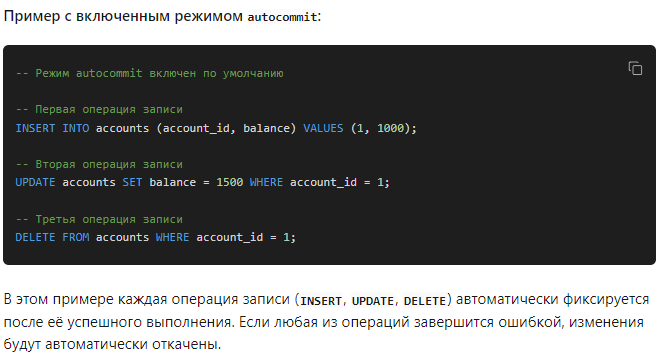 Пример с включенным режимом autocommit:
-- Режим autocommit включен по умолчанию
-- Первая операция записи
INSERT INTO accounts (account_id, balance) VALUES (1, 1000);
-- Вторая операция записи
UPDATE accounts SET balance = 1500 WHERE account_id = 1;
-- Третья операция записи
DELETE FROM accounts WHERE account_id = 1;
В этом примере каждая операция записи (INSERT, UPDATE, DELETE) автоматически фиксируется
после её успешного выполнения. Если любая из операций завершится ошибкой, изменения
будут автоматически откачены.